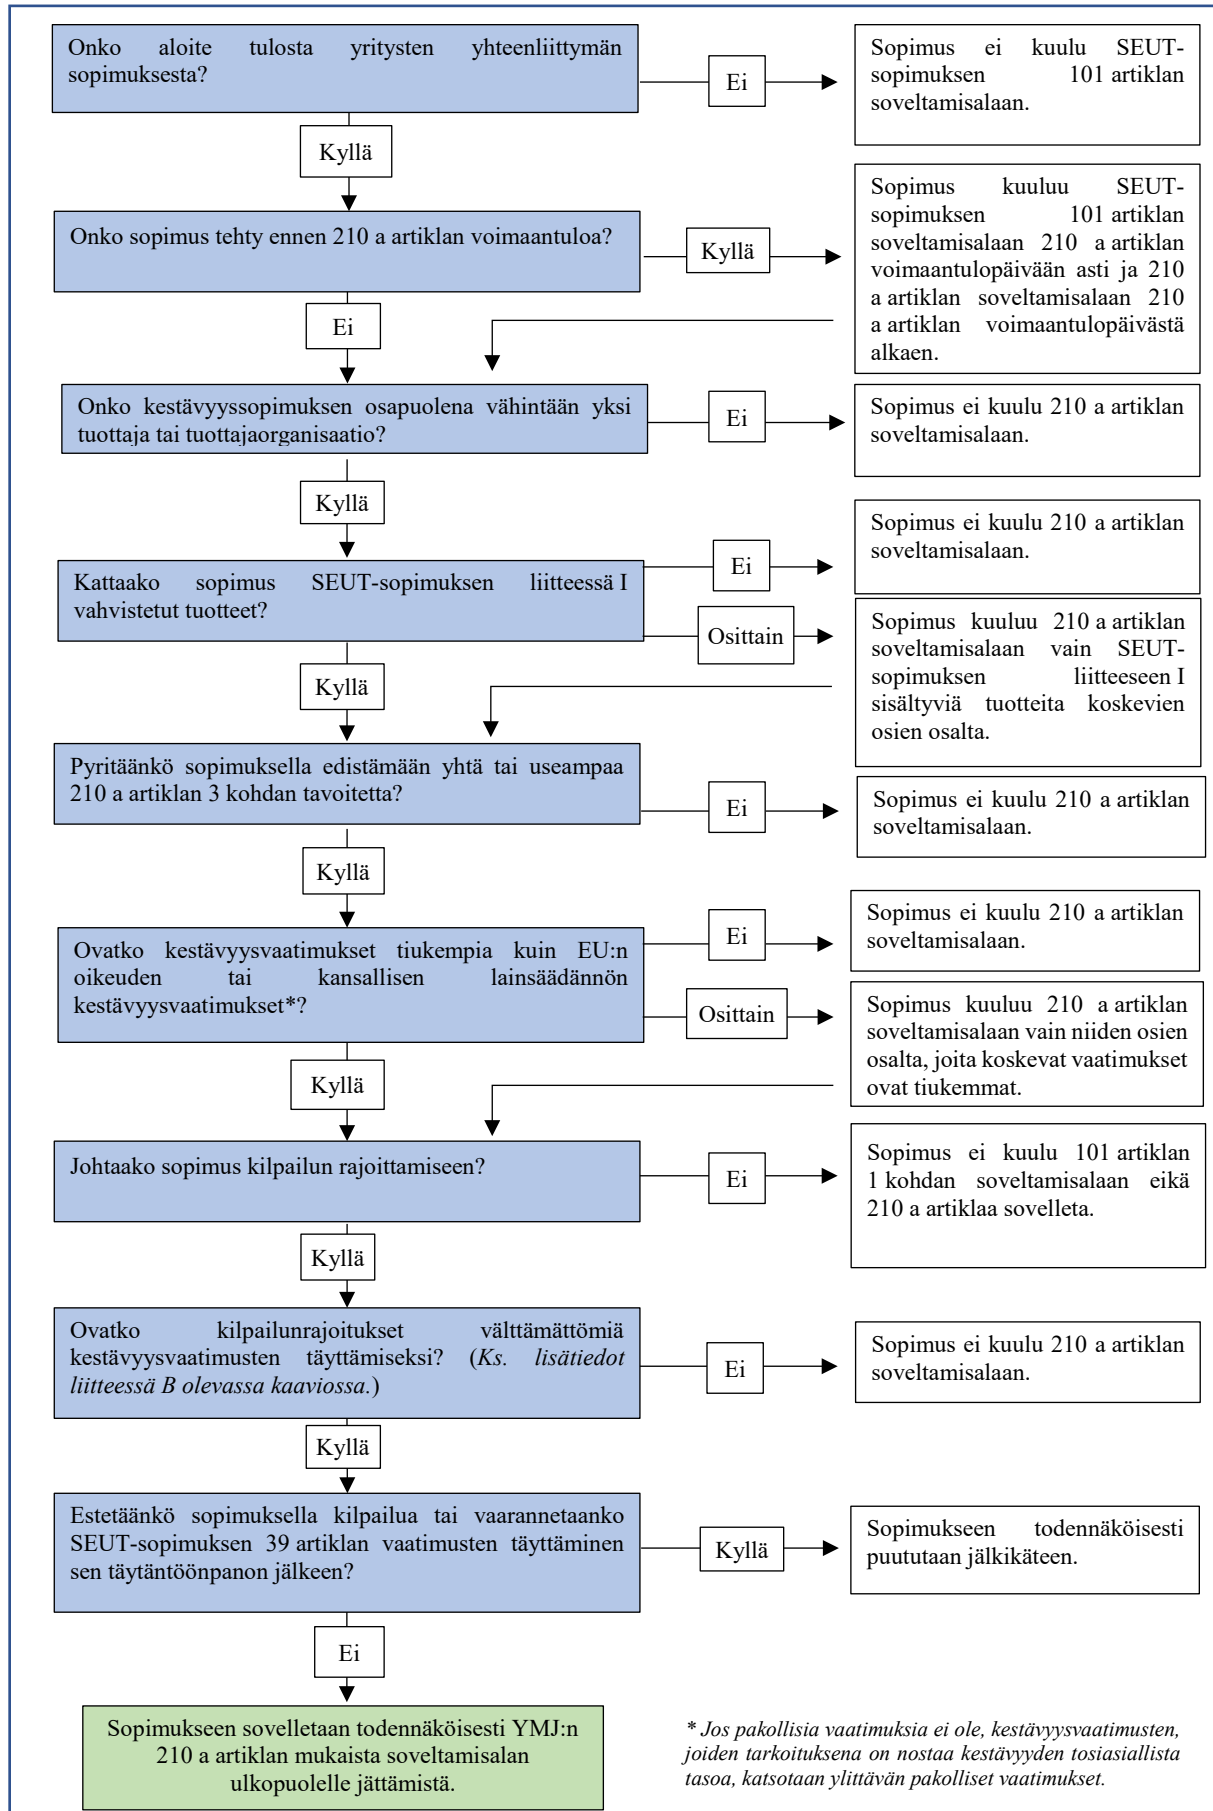 Onko aloite tulosta yritysten yhteenliittymän
sopimuksesta?
Ei
Sopimus ei kuulu SEUT-
sopimuksen 101 artiklan
soveltamisalaan.
Kyllä
Onko sopimus tehty ennen 210 a artiklan voimaantuloa?
Kyllä
Sopimus kuuluu SEUT-
sopimuksen 101 artiklan
soveltamisalaan 210 a artiklan
voimaantulopäivään asti ja 210
a artiklan soveltamisalaan 210
a artiklan voimaantulopäivästä
alkaen.
Ei
Onko kestävyyssopimuksen osapuolena vähintään yksi
tuottaja tai tuottajaorganisaatio?
Ei
Sopimus ei kuulu 210 a artiklan
soveltamisalaan.
Kyllä
Kattaako sopimus SEUT-sopimuksen liitteessä I
vahvistetut tuotteet?
Ei
Sopimus ei kuulu 210 a artiklan
soveltamisalaan.
Osittain
Sopimus kuuluu 210 a artiklan
soveltamisalaan vain SEUT-
sopimuksen liitteeseen I
sisältyviä tuotteita koskevien
osien osalta.
Kyllä
Pyritäänkö sopimuksella edistämään yhtä tai useampaa
210 a artiklan 3 kohdan tavoitetta?
Ei
Sopimus ei kuulu 210 a artiklan
soveltamisalaan.
Kyllä
Ovatko kestävyysvaatimukset tiukempia kuin EU:n
oikeuden tai kansallisen lainsäädännön
kestävyysvaatimukset*?
Ei
Sopimus ei kuulu 210 a artiklan
soveltamisalaan.
Osittain
Sopimus kuuluu 210 a artiklan
soveltamisalaan vain niiden osien
osalta, joita koskevat vaatimukset
ovat tiukemmat.
Kyllä
Johtaako sopimus kilpailun rajoittamiseen?
Ei
Sopimus ei kuulu 101 artiklan
1 kohdan soveltamisalaan eikä
210 a artiklaa sovelleta.
Kyllä
Ovatko kilpailunrajoitukset välttämättömiä
kestävyysvaatimusten täyttämiseksi? (Ks. lisätiedot
liitteessä B olevassa kaaviossa.)
Ei
Sopimus ei kuulu 210 a artiklan
soveltamisalaan.
Kyllä
Estetäänkö sopimuksella kilpailua tai vaarannetaanko
SEUT-sopimuksen 39 artiklan vaatimusten täyttäminen
sen täytäntöönpanon jälkeen?
Kyllä
Sopimukseen todennäköisesti
puututaan jälkikäteen.
Ei
Sopimukseen sovelletaan todennäköisesti YMJ:n
210 a artiklan mukaista soveltamisalan
ulkopuolelle jättämistä.
* Jos pakollisia vaatimuksia ei ole, kestävyysvaatimusten,
joiden tarkoituksena on nostaa kestävyyden tosiasiallista
tasoa, katsotaan ylittävän pakolliset vaatimukset.